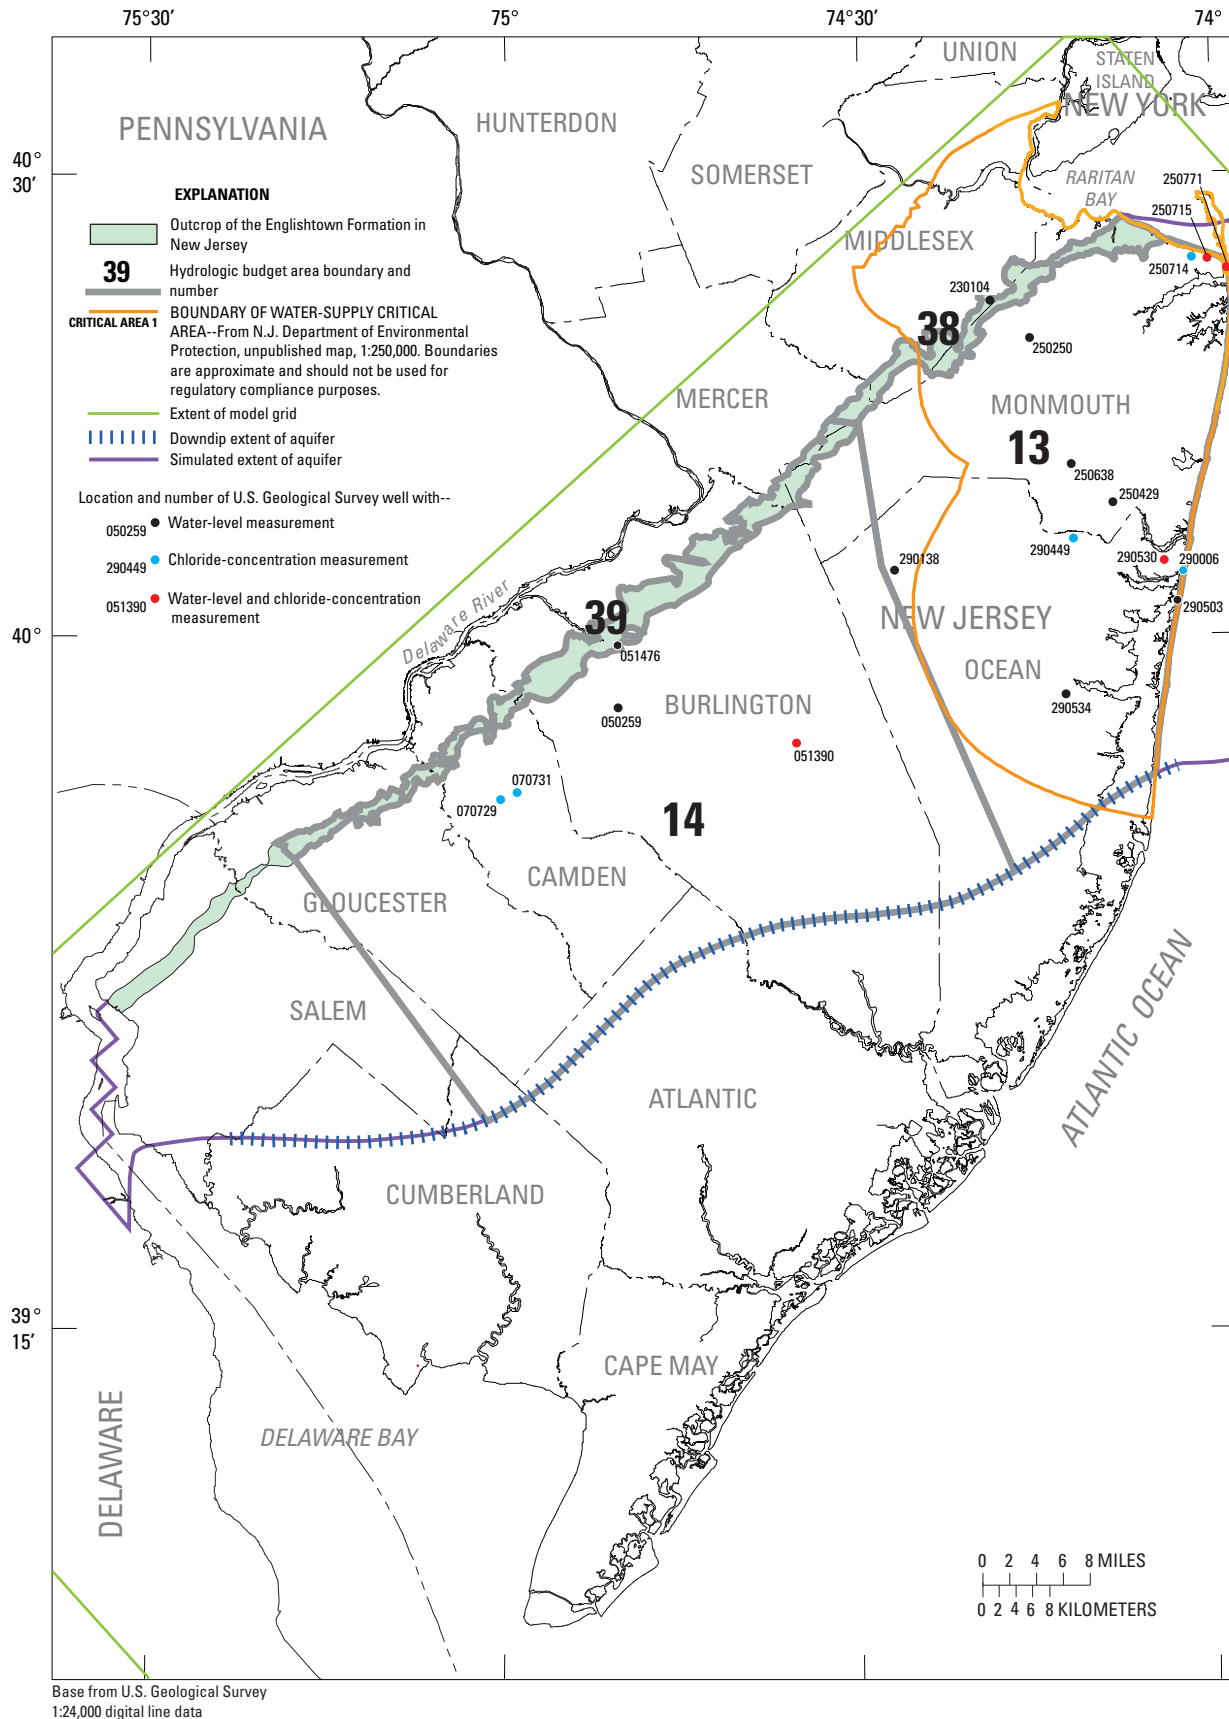 75°30'
75°
74°30'
74°
UNION
STATEN
ISLAND
NEW YORK
PENNSYLVANIA
HUNTERDON
SOMERSET
40°
30'
RARITAN
BAY
250771
250715
250714
MIDDLESEX
EXPLANATION
Outcrop of the Englishtown Formation in
New Jersey
39
Hydrologic budget area boundary and
number
CRITICAL AREA 1
BOUNDARY OF WATER-SUPPLY CRITICAL
AREA--From N.J. Department of Environmental
Protection, unpublished map, 1:250,000. Boundaries
are approximate and should not be used for
regulatory compliance purposes.
Extent of model grid
Downdip extent of aquifer
Simulated extent of aquifer
Location and number of U.S. Geological Survey well with--
050259
Water-level measurement
290449
Chloride-concentration measurement
051390
Water-level and chloride-concentration
measurement
230104
38
250250
MERCER
MONMOUTH
13
250638
250429
290449
290530
290006
290138
290503
NEW JERSEY
Delaware River
39
40°
051476
OCEAN
BURLINGTON
050259
290534
051390
070731
070729
14
CAMDEN
GLOUCESTER
SALEM
ATLANTIC OCEAN
ATLANTIC
CUMBERLAND
39°
15'
CAPE MAY
DELAWARE
DELAWARE BAY
0 2 4 6 8 MILES
0 2 4 6 8 KILOMETERS
Base from U.S. Geological Survey
1:24,000 digital line data